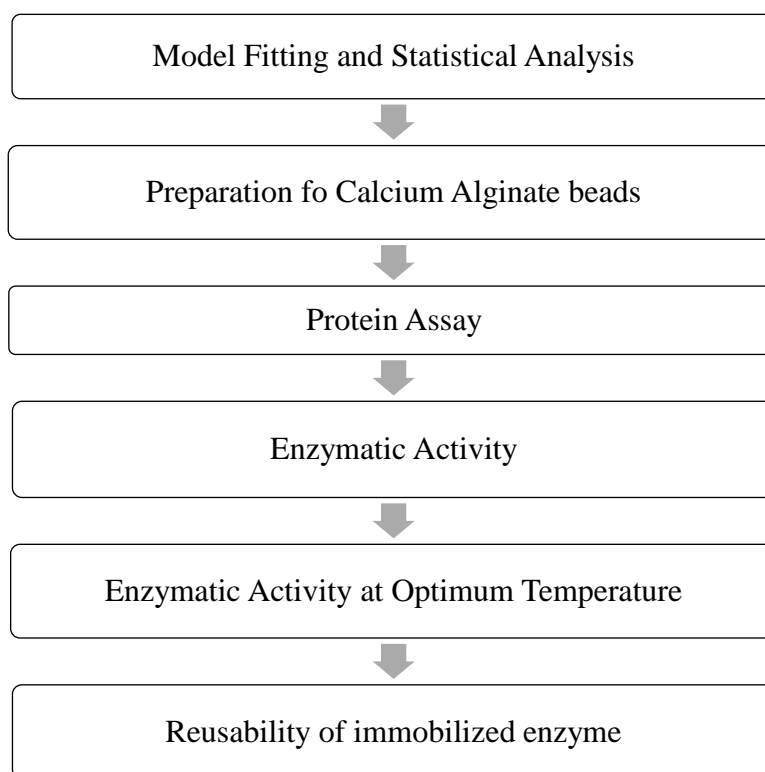 Model Fitting and Statistical Analysis
Preparation fo Calcium Alginate beads
Protein Assay
Enzymatic Activity
Enzymatic Activity at Optimum Temperature
Reusability of immobilized enzyme